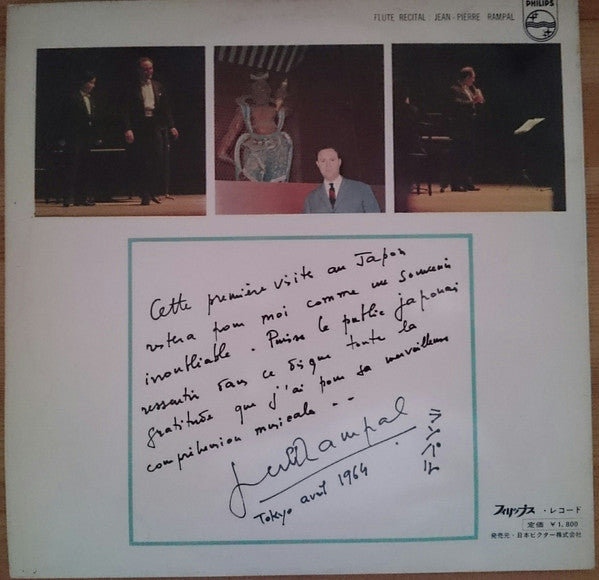 FLUTE RECITAL : JEAN-PIERRE RAMPAL
PHILIPS
Cette première visite au Japon
restera pour moi comme un souvenir
inoubliable. Puisse le public japonais
ressentir dans ce disque toute la
gratitude que j'ai pour sa merveilleuse
compréhension musicale ..
JPRampal
Tokyo avril 1964
ランパル
フィリップス・レコード
定価 ¥1,800
発売元・日本ビクター株式会社